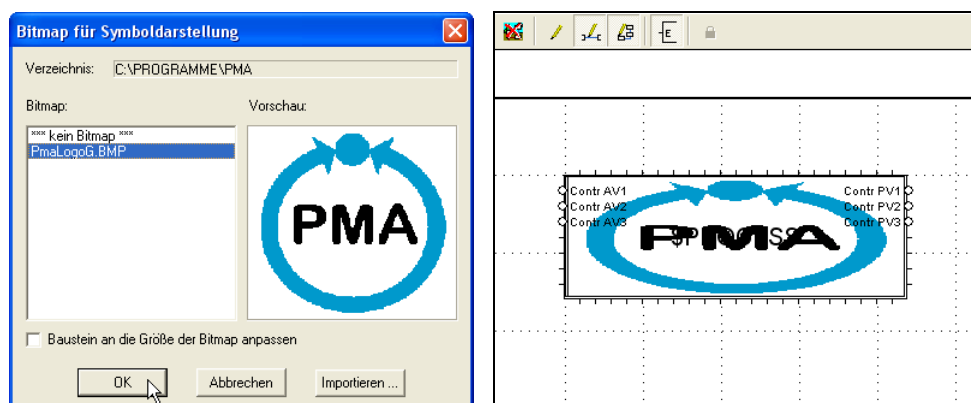 Bitmap für Symboldarstellung
Verzeichnis: C:\PROGRAMME\PMA
Bitmap: Vorschau:
*** kein Bitmap ***
PmaLogoG.BMP
PMA
Baustein an die Größe der Bitmap anpassen
OK Abbrechen Importieren ...
E
Contr AV1 Contr PV1
Contr AV2 Contr PV2
Contr AV3 Contr PV3
PMA